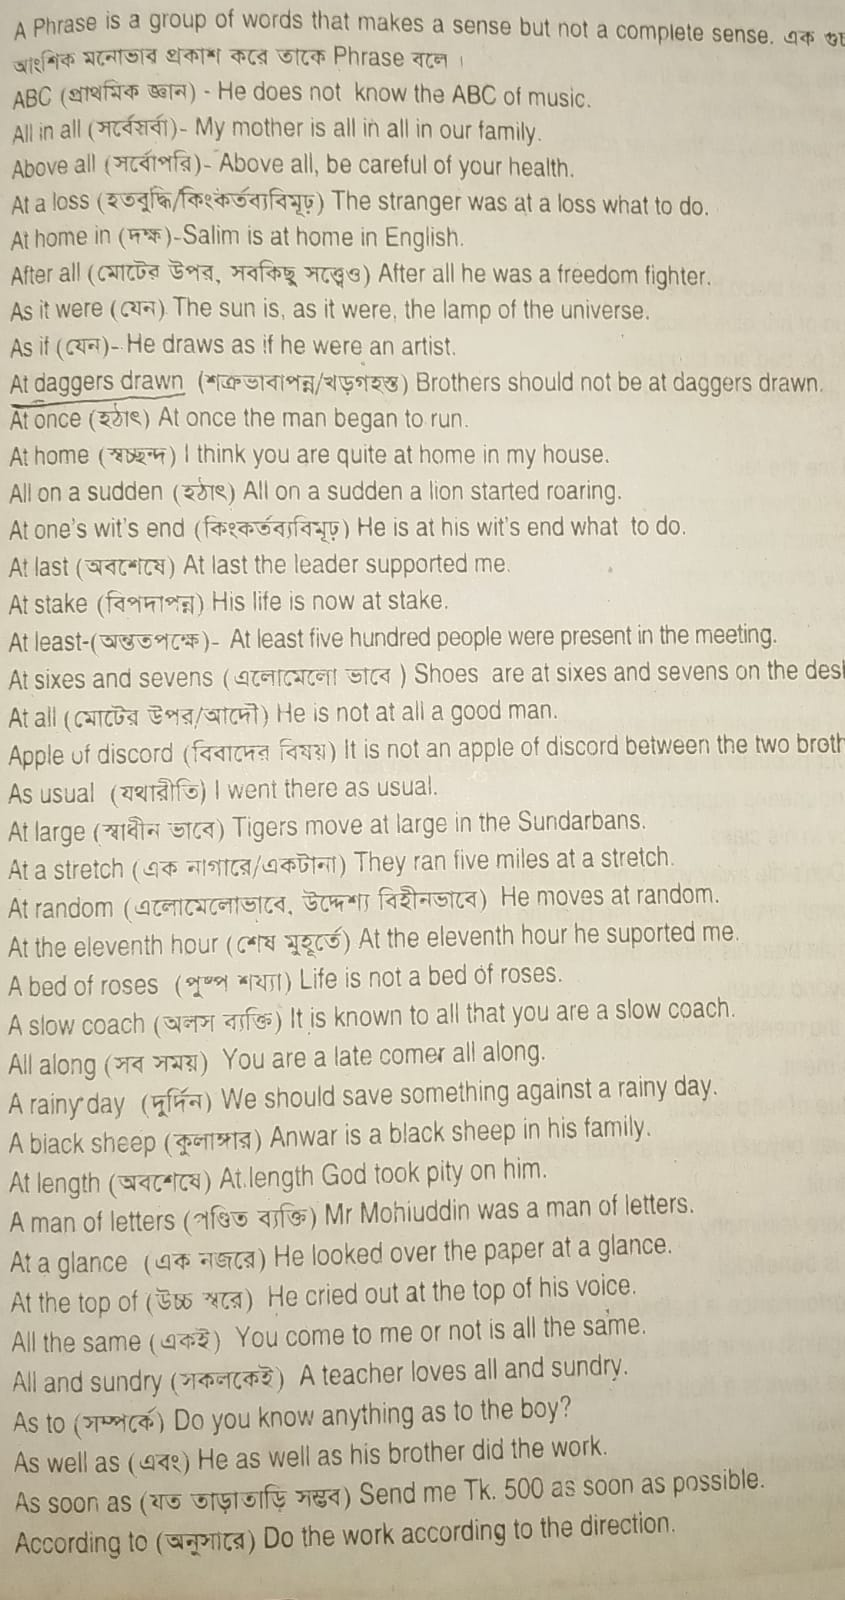 A Phrase is a group of words that makes a sense but not a complete sense. এক
আংশিক মনোভাব প্রকাশ করে তাকে Phrase বলে ।
ABC (প্রাথমিক জ্ঞান) - He does not know the ABC of music.
All in all (সর্বেসর্বা)- My mother is all in all in our family.
Above all (সর্বোপরি)- Above all, be careful of your health.
At a loss (হতবুদ্ধি/কিংকর্তব্যবিমূঢ়) The stranger was at a loss what to do.
At home in (দক্ষ)-Salim is at home in English.
After all (মোটের উপর, সবকিছু সত্ত্বেও) After all he was a freedom fighter.
As it were (যেন) The sun is, as it were, the lamp of the universe.
As if (যেন)- He draws as if he were an artist.
At daggers drawn (শত্রুভাবাপন্ন/খড়গহস্ত) Brothers should not be at daggers drawn.
At once (হঠাৎ) At once the man began to run.
At home (স্বচ্ছন্দ) I think you are quite at home in my house.
All on a sudden (হঠাৎ) All on a sudden a lion started roaring.
At one's wit's end (কিংকর্তব্যবিমূঢ়) He is at his wit's end what to do.
At last (অবশেষে) At last the leader supported me.
At stake (বিপদাপন্ন) His life is now at stake.
At least-(অন্ততপক্ষে)- At least five hundred people were present in the meeting.
At sixes and sevens (এলোমেলো ভাবে ) Shoes are at sixes and sevens on the
At all (মোটের উপর/আদৌ) He is not at all a good man.
Apple of discord (বিবাদের বিষয়) It is not an apple of discord between the two
As usual (যথারীতি) I went there as usual.
At large (স্বাধীন ভাবে) Tigers move at large in the Sundarbans.
At a stretch (এক নাগারে/একটানা) They ran five miles at a stretch.
At random (এলোমেলোভাবে, উদ্দেশ্য বিহীনভাবে) He moves at random.
At the eleventh hour (শেষ মুহূর্তে) At the eleventh hour he suported me.
A bed of roses (পুষ্প শয্যা) Life is not a bed of roses.
A slow coach (অলস ব্যক্তি) It is known to all that you are a slow coach.
All along (সব সময়) You are a late comer all along.
A rainy day (দুর্দিন) We should save something against a rainy day.
A black sheep (কুলাঙ্গার) Anwar is a black sheep in his family.
At length (অবশেষে) At length God took pity on him.
A man of letters (পণ্ডিত ব্যক্তি) Mr Mohiuddin was a man of letters.
At a glance (এক নজরে) He looked over the paper at a glance.
At the top of (উচ্চ স্বরে) He cried out at the top of his voice.
All the same (একই) You come to me or not is all the same.
All and sundry (সকলকেই) A teacher loves all and sundry.
As to (সম্পর্কে) Do you know anything as to the boy?
As well as (এবং) He as well as his brother did the work.
As soon as (যত তাড়াতাড়ি সম্ভব) Send me Tk. 500 as soon as possible.
According to (অনুসারে) Do the work according to the direction.